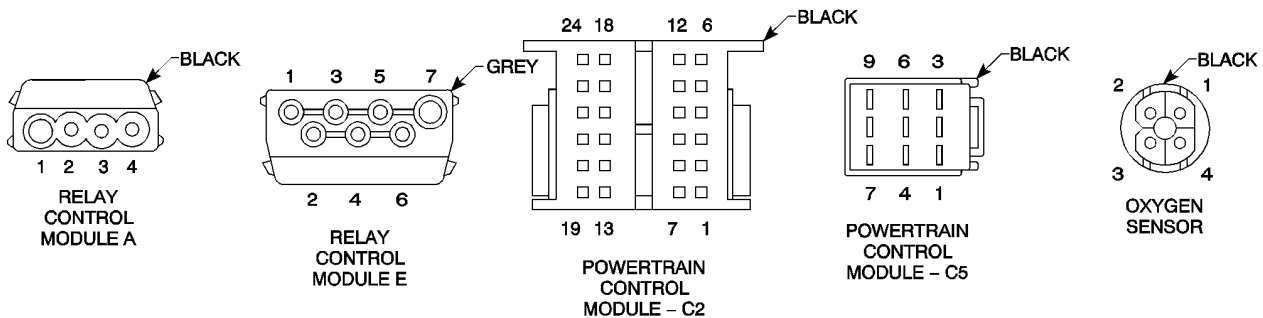 BLACK
1 2 3 4
RELAY
CONTROL
MODULE A
GREY
1 3 5 7
2 4 6
RELAY
CONTROL
MODULE E
BLACK
24 18 12 6
19 13 7 1
POWERTRAIN
CONTROL
MODULE – C2
BLACK
9 6 3
7 4 1
POWERTRAIN
CONTROL
MODULE – C5
BLACK
2 1
3 4
OXYGEN
SENSOR